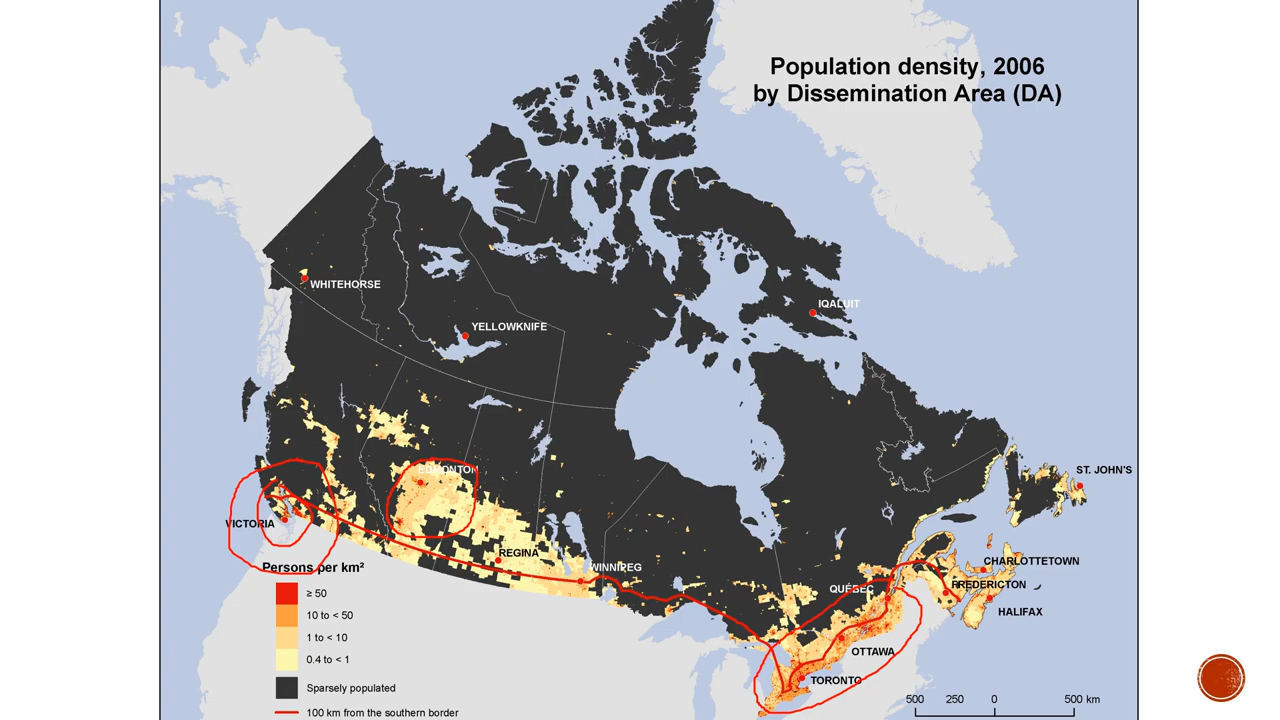 Population density, 2006
by Dissemination Area (DA)
WHITEHORSE
IQALUIT
YELLOWKNIFE
EDMONTON
ST. JOHN'S
VICTORIA
REGINA
WINNIPEG
CHARLOTTETOWN
QUÉBEC
FREDERICTON
HALIFAX
OTTAWA
TORONTO
Persons per km²
≥ 50
10 to < 50
1 to < 10
0.4 to < 1
Sparsely populated
100 km from the southern border
500 250 0 500 km